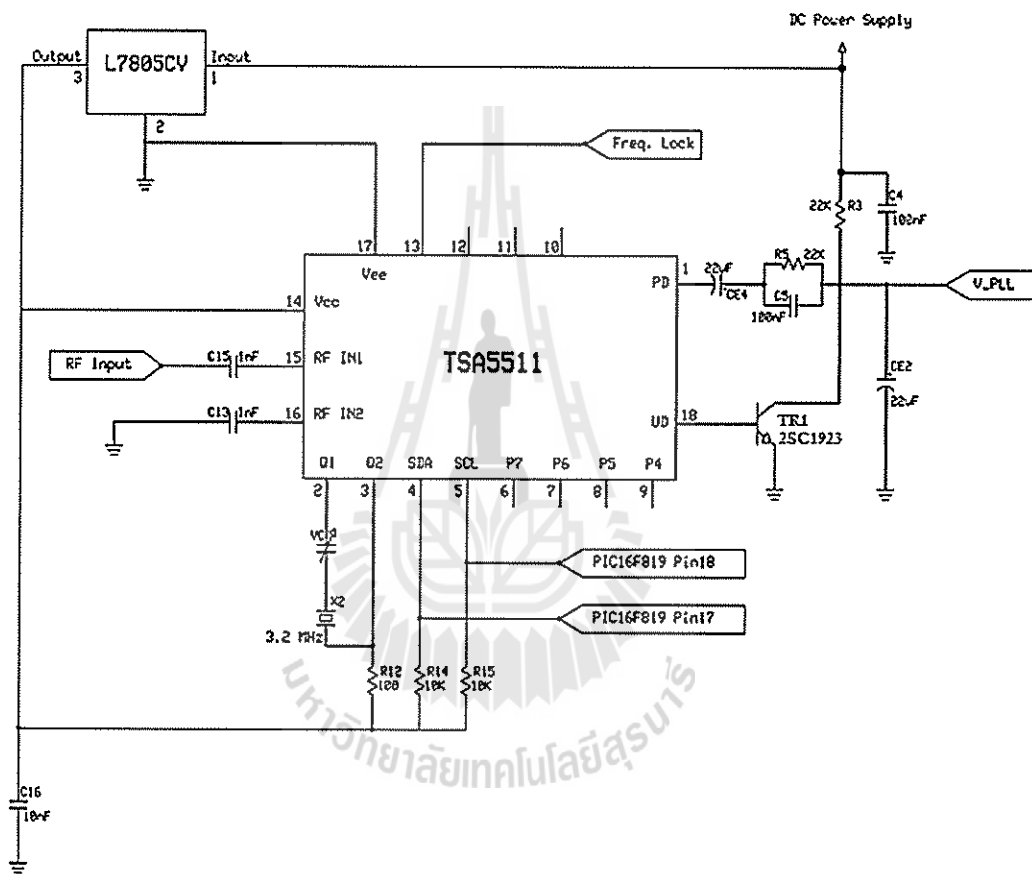 DC Power Supply
Output
L7805CV
Input
3
1
2
Freq. Lock
C4
22K
R3
100nF
17
13
12
11
10
Vee
R5
22K
1
PD
22uF
CE4
C5
100nF
V_PLL
14
Vcc
TSA5511
C15
1nF
15
RF IN1
RF Input
CE2
22uF
C13
1nF
16
RF IN2
18
UD
TR1
2SC1923
Q1
Q2
SDA
SCL
P7
P6
P5
P4
2
3
4
5
6
7
8
9
VC
PIC16F819 Pin18
X2
PIC16F819 Pin17
3.2 MHz
R12
100
R14
10K
R15
10K
มหาวิทยาลัยเทคโนโลยีสุรนารี
C16
10nF